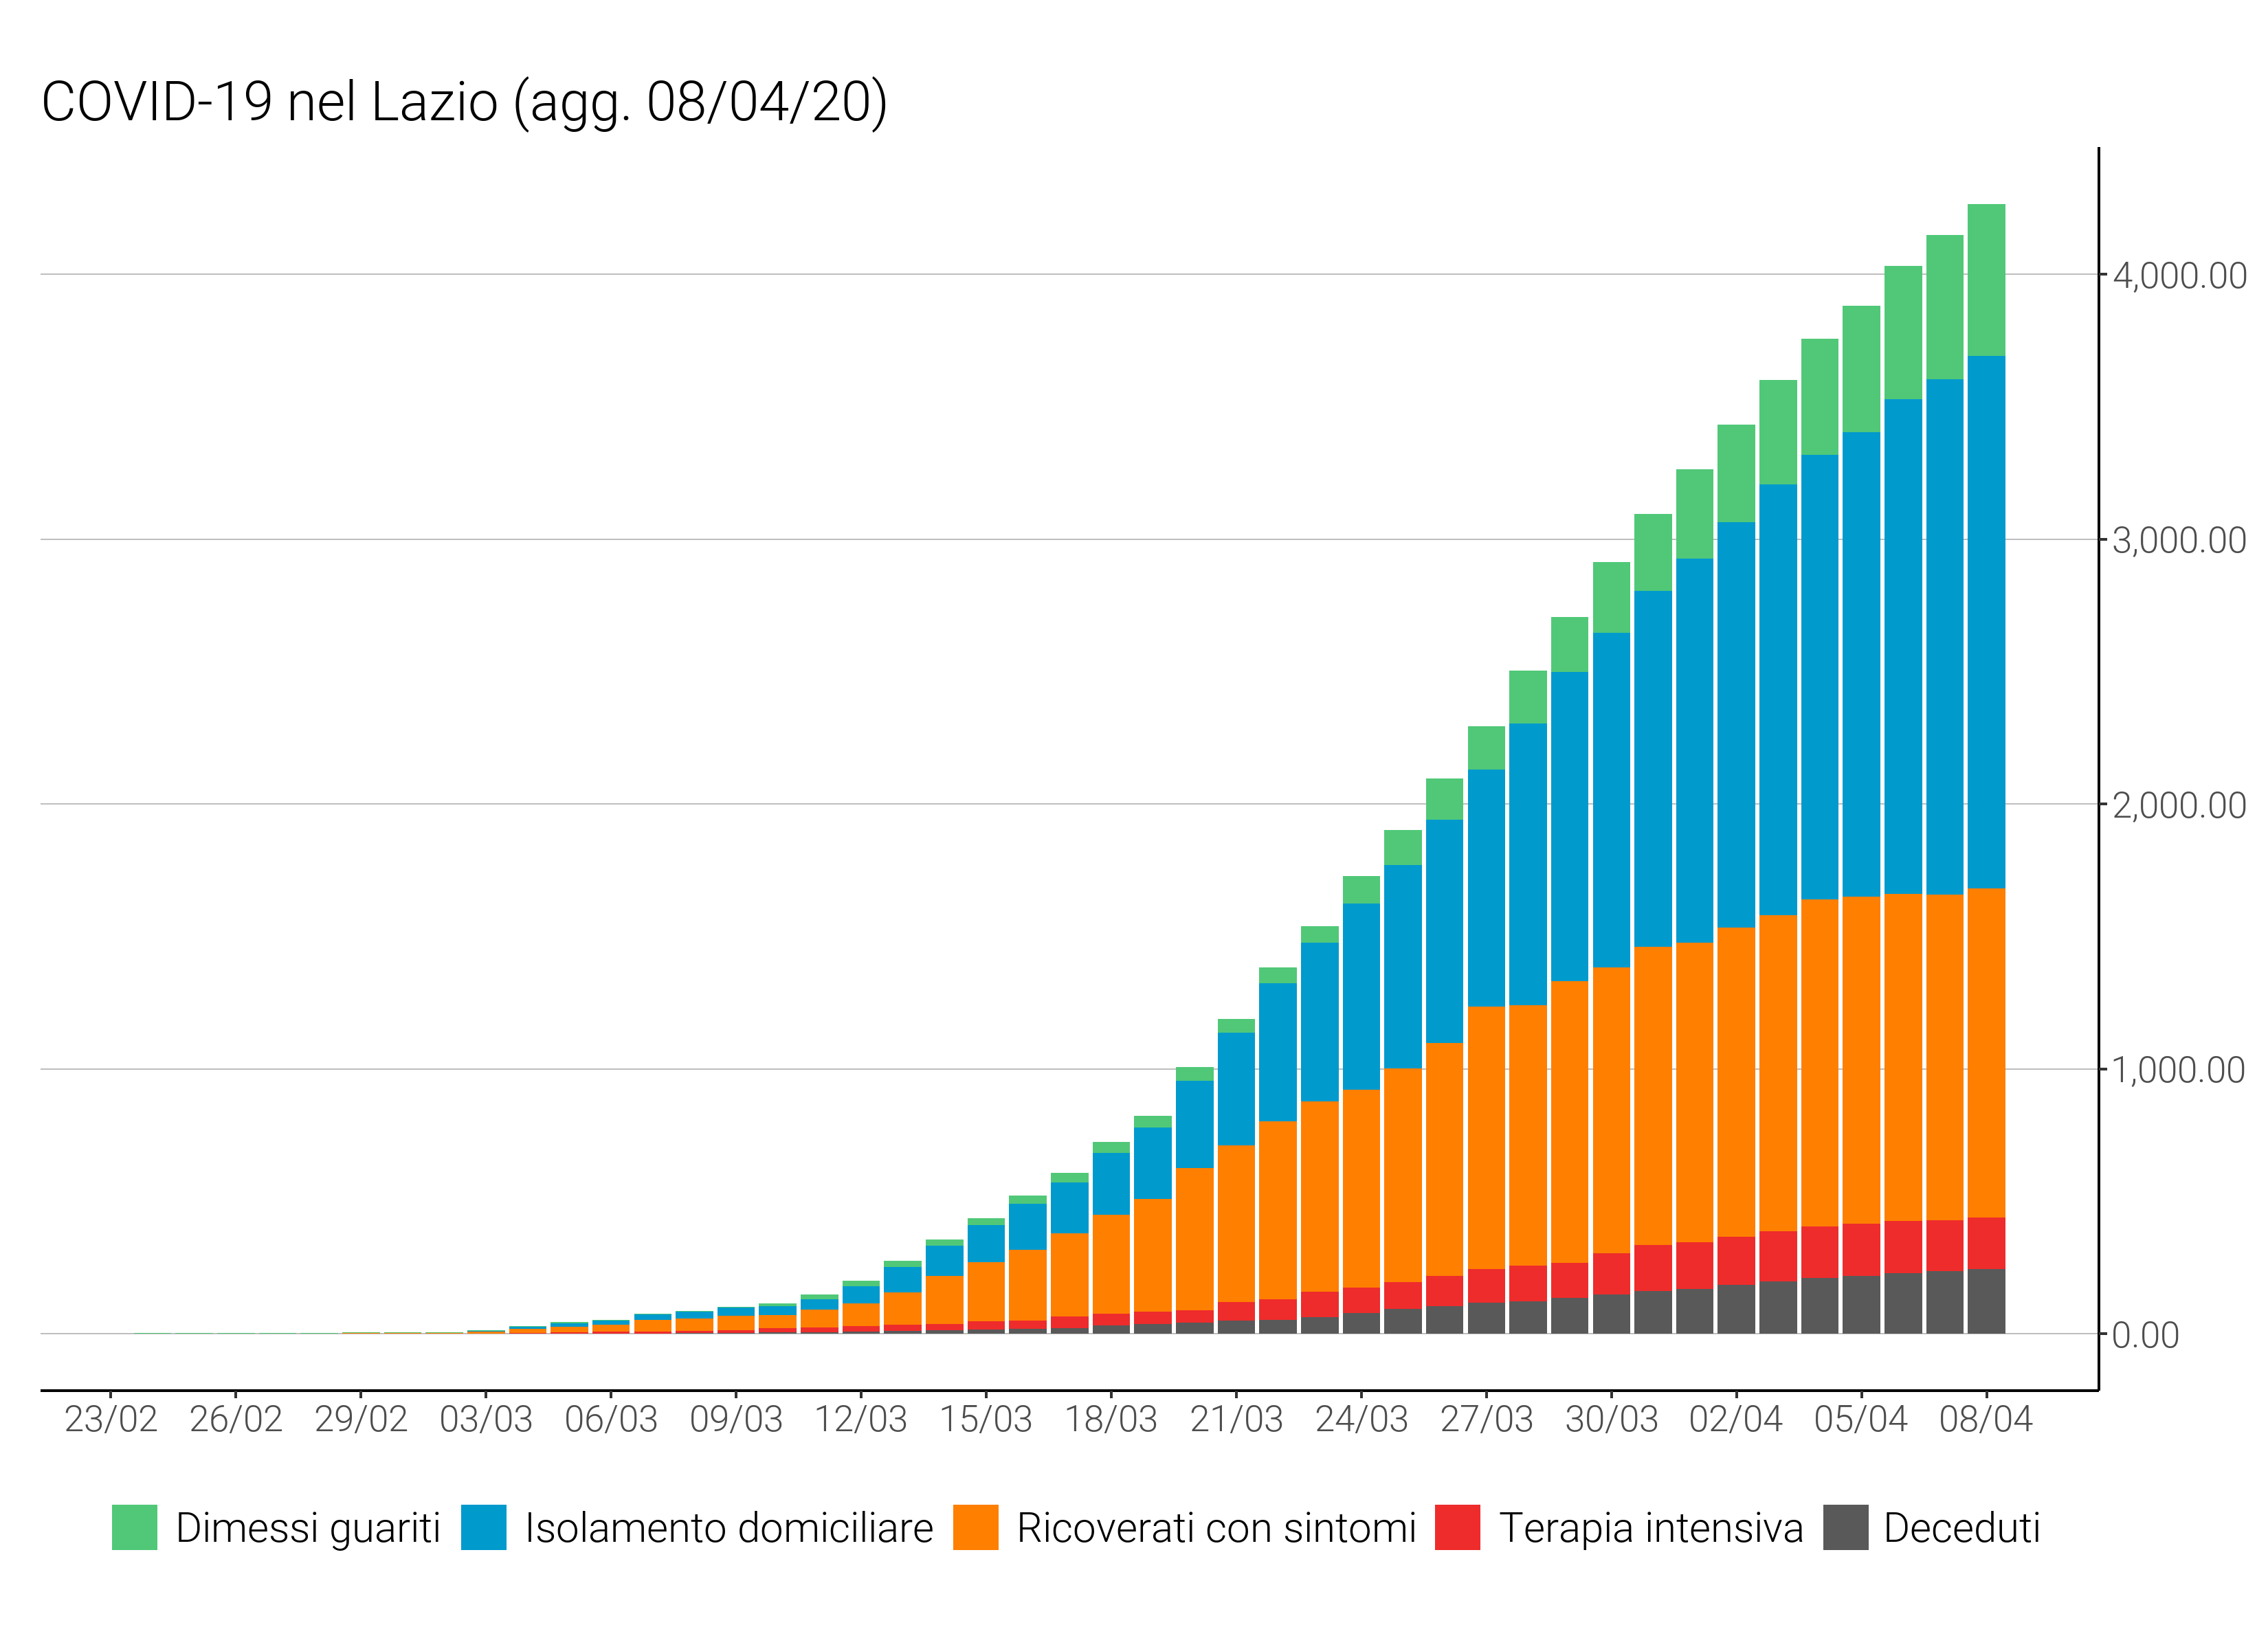 COVID-19 nel Lazio (agg. 08/04/20)
4,000.00
3,000.00
2,000.00
1,000.00
0.00
23/02 26/02 29/02 03/03 06/03 09/03 12/03 15/03 18/03 21/03 24/03 27/03 30/03 02/04 05/04 08/04
Dimessi guariti Isolamento domiciliare Ricoverati con sintomi Terapia intensiva Deceduti